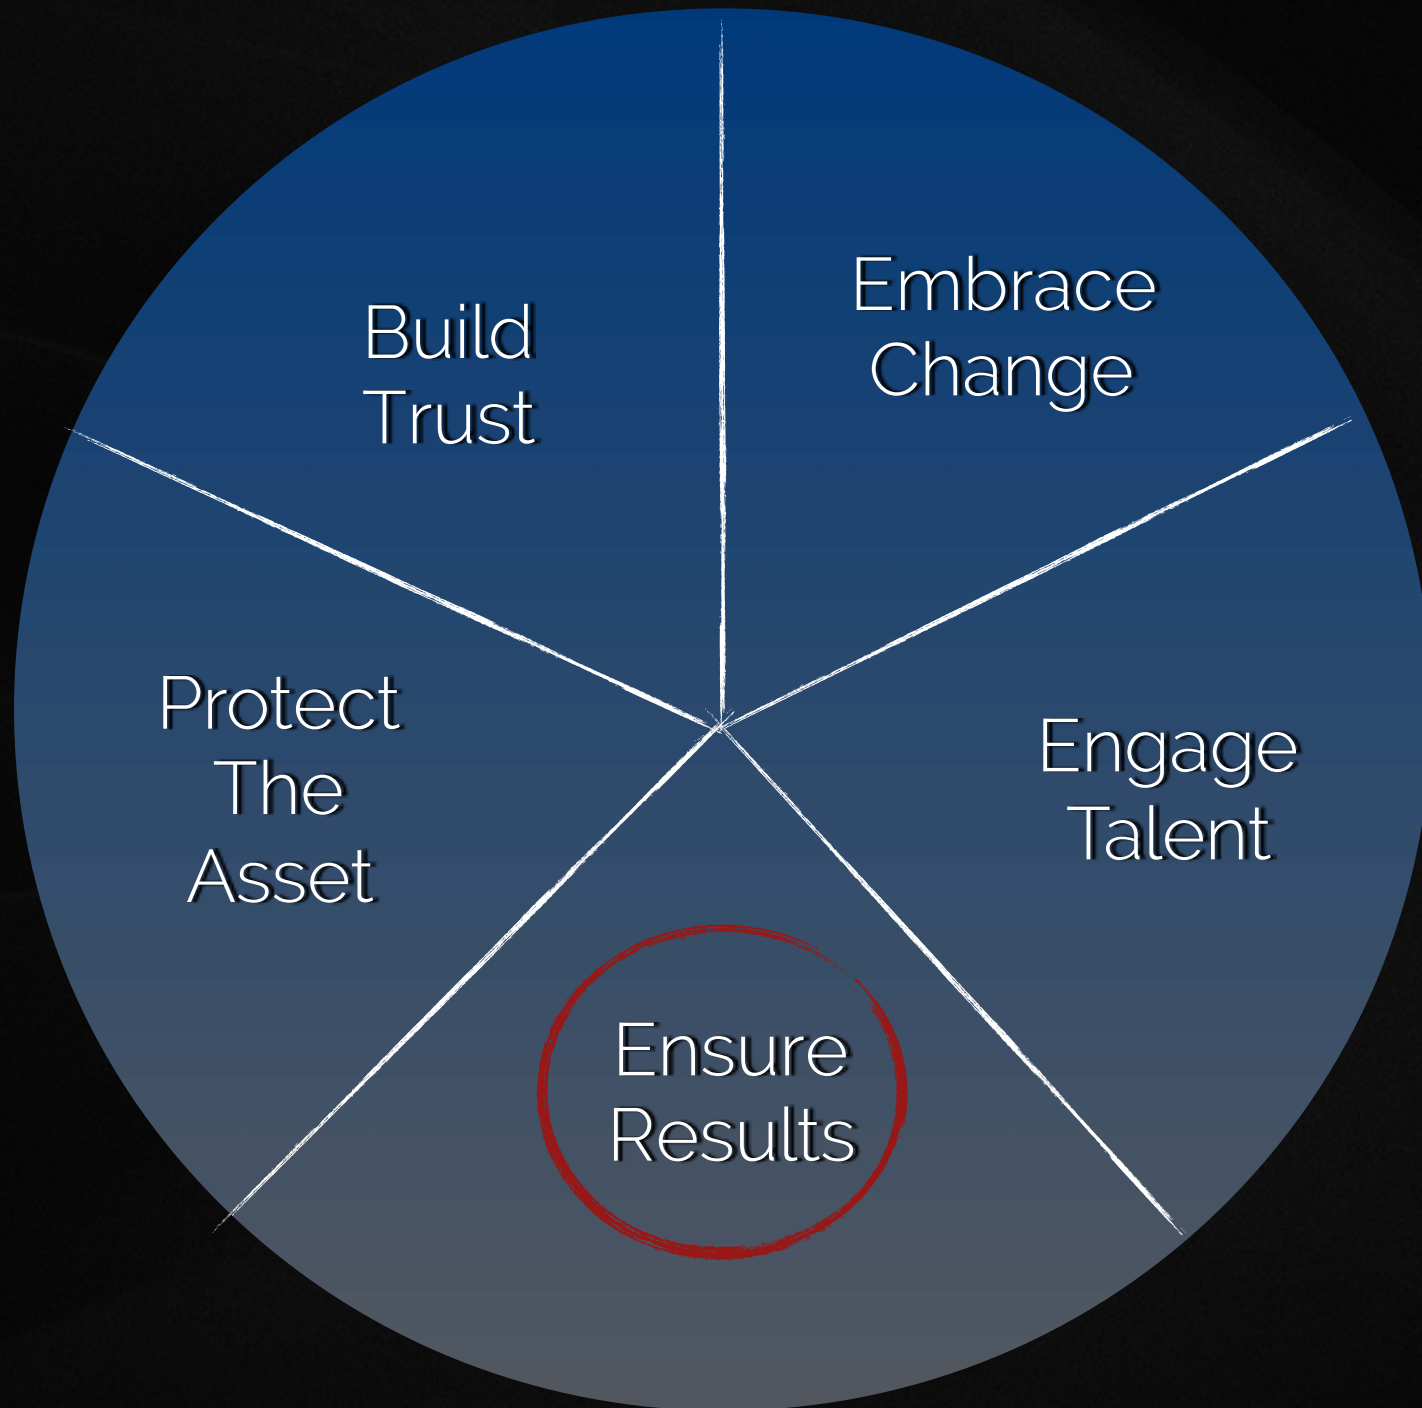 Build
Trust
Embrace
Change
Protect
The
Asset
Engage
Talent
Ensure
Results